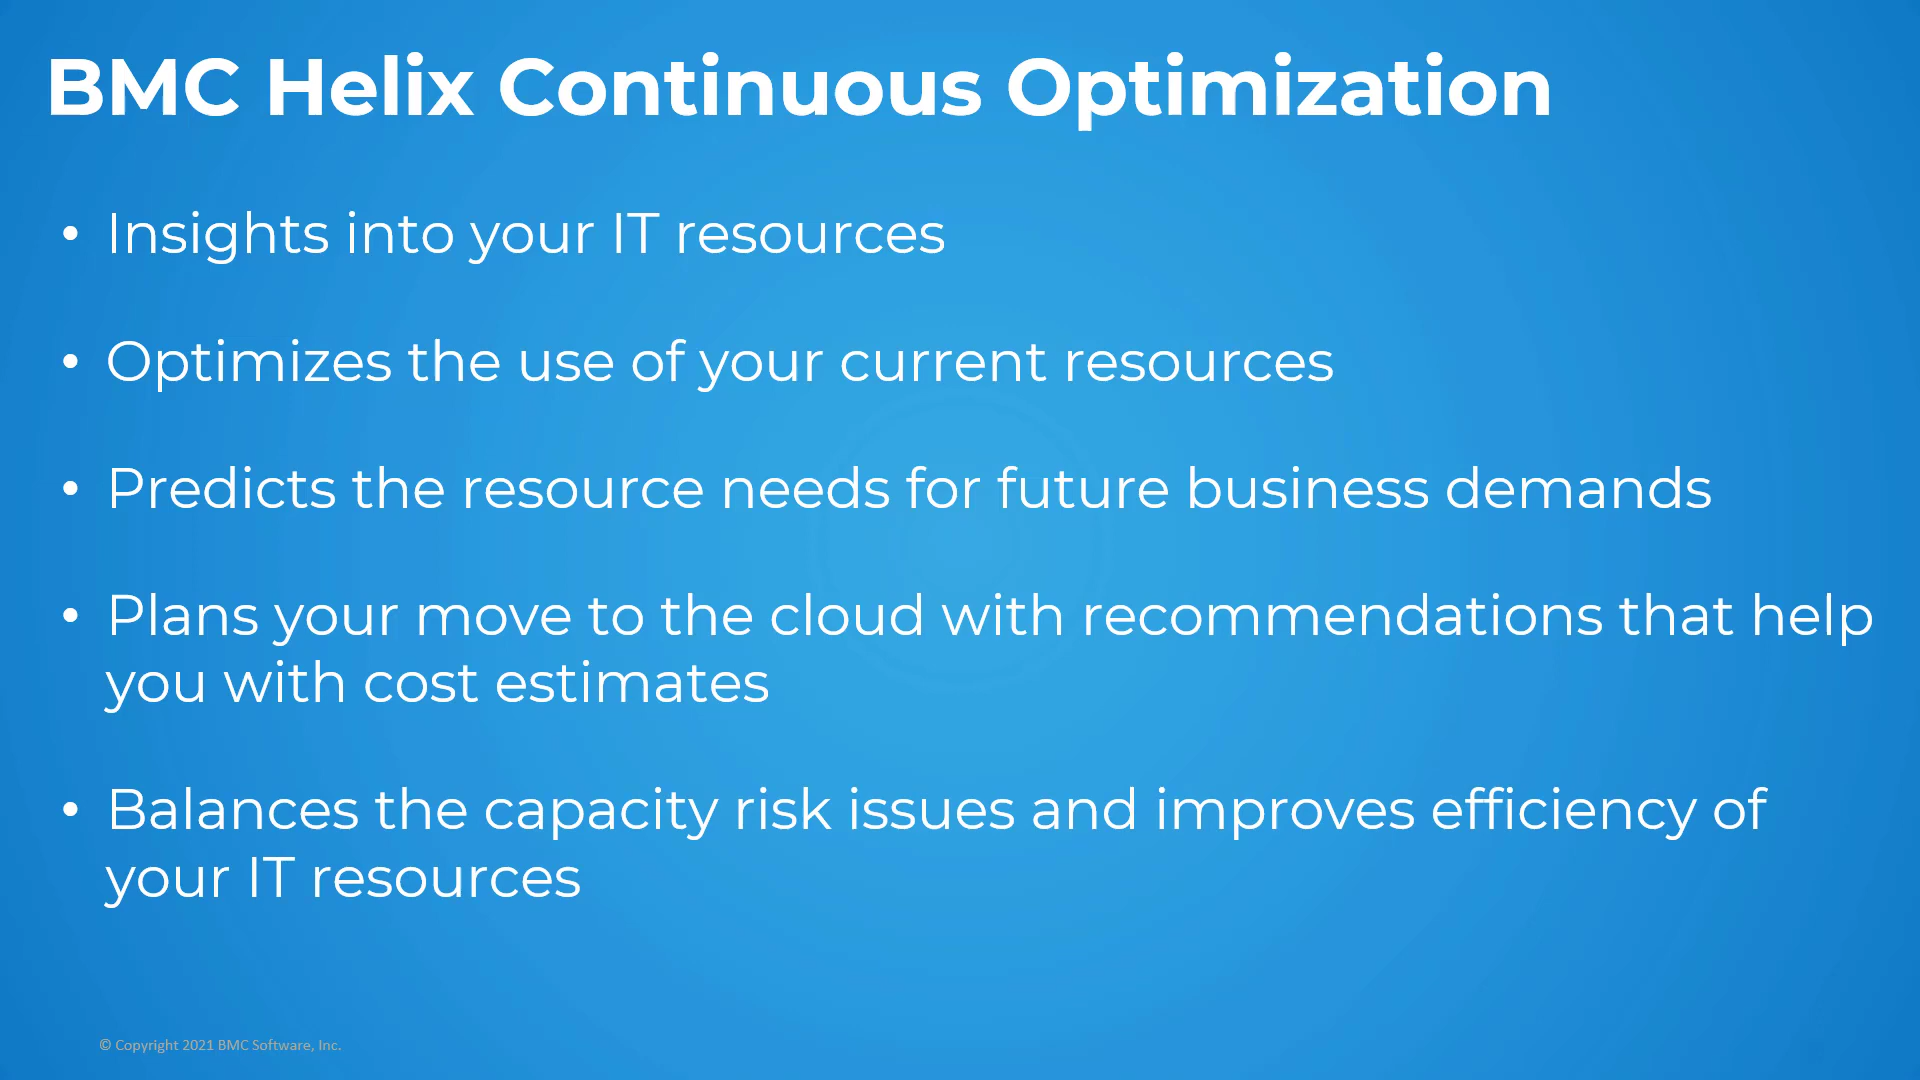 BMC Helix Continuous Optimization
• Insights into your IT resources
• Optimizes the use of your current resources
• Predicts the resource needs for future business demands
• Plans your move to the cloud with recommendations that help
you with cost estimates
• Balances the capacity risk issues and improves efficiency of
your IT resources
© Copyright 2021 BMC Software, Inc.